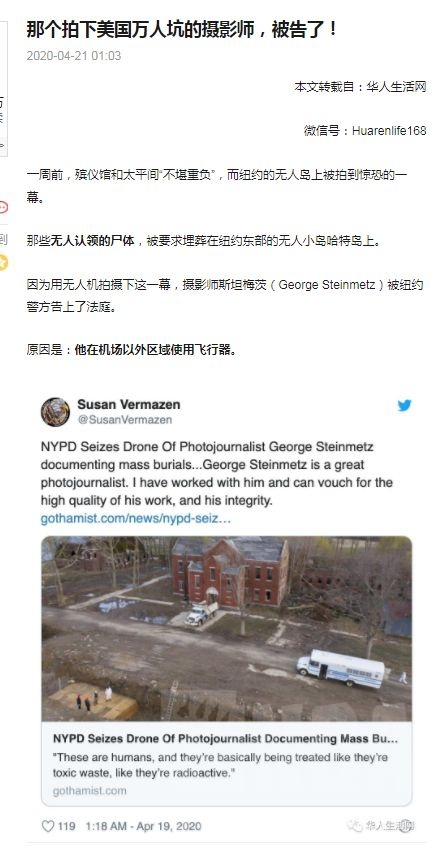 那个拍下美国万人坑的摄影师，被告了！
2020-04-21 01:03
本文转载自：华人生活网
微信号：Huarenlife168
一周前，殡仪馆和太平间“不堪重负”，而纽约的无人岛上被拍到惊恐的一
幕。
那些无人认领的尸体，被要求埋葬在纽约东部的无人小岛哈特岛上。
因为用无人机拍摄下这一幕，摄影师斯坦梅茨（George Steinmetz）被纽约
警方告上了法庭。
原因是：他在机场以外区域使用飞行器。
Susan Vermazen
@SusanVermazen
NYPD Seizes Drone Of Photojournalist George Steinmetz
documenting mass burials...George Steinmetz is a great
photojournalist. I have worked with him and can vouch for the
high quality of his work, and his integrity.
gothamist.com/news/nypd-seiz…
NYPD Seizes Drone Of Photojournalist Documenting Mass Bu...
"These are humans, and they're basically being treated like they're
toxic waste, like they're radioactive."
gothamist.com
119 1:18 AM - Apr 19, 2020
华人生活网